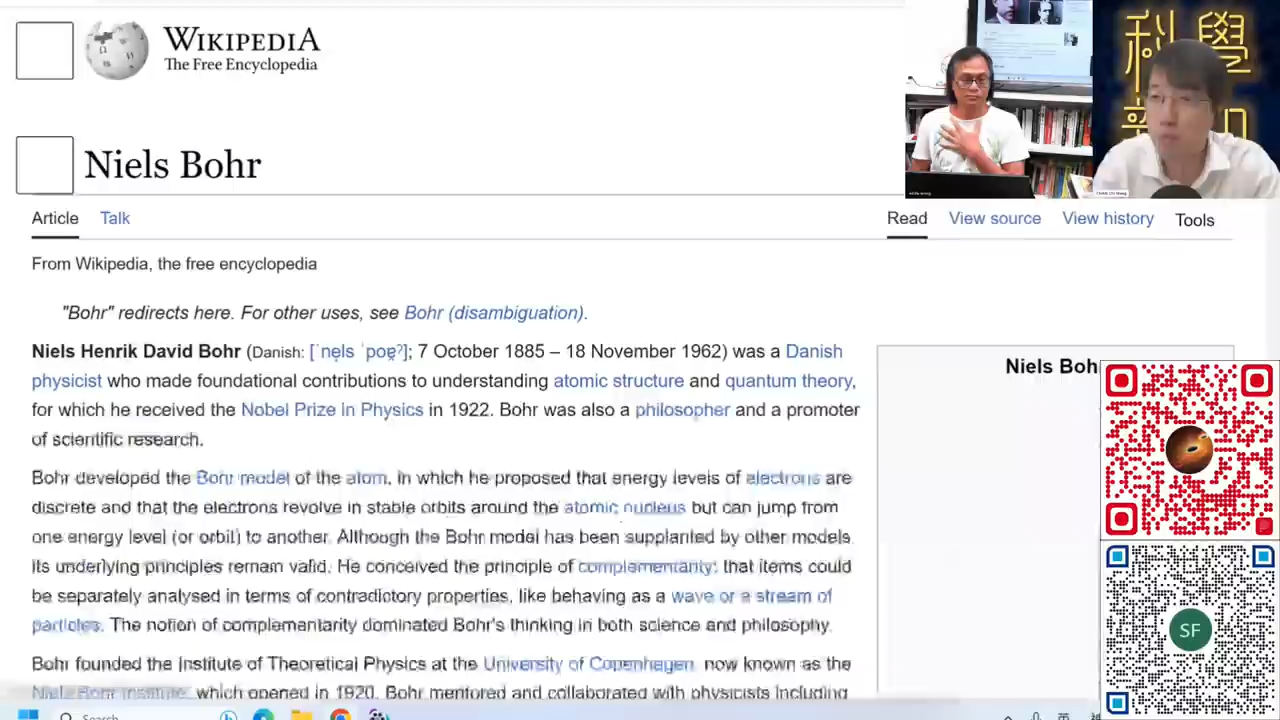 WIKIPEDIA
The Free Encyclopedia
科學
Niels Bohr
Article Talk
Read View source View history Tools
From Wikipedia, the free encyclopedia
"Bohr" redirects here. For other uses, see Bohr (disambiguation).
Niels Henrik David Bohr (Danish: [ˈne̝ls ˈpoɐ̯ˀ]; 7 October 1885 – 18 November 1962) was a Danish
physicist who made foundational contributions to understanding atomic structure and quantum theory,
for which he received the Nobel Prize in Physics in 1922. Bohr was also a philosopher and a promoter
of scientific research.
Niels Bohr
Bohr developed the Bohr model of the atom, in which he proposed that energy levels of electrons are
discrete and that the electrons revolve in stable orbits around the atomic nucleus but can jump from
one energy level (or orbit) to another. Although the Bohr model has been supplanted by other models,
its underlying principles remain valid. He conceived the principle of complementarity: that items could
be separately analysed in terms of contradictory properties, like behaving as a wave or a stream of
particles. The notion of complementarity dominated Bohr's thinking in both science and philosophy.
Bohr founded the Institute of Theoretical Physics at the University of Copenhagen, now known as the
Niels Bohr Institute, which opened in 1920. Bohr mentored and collaborated with physicists including
SF
Search
英